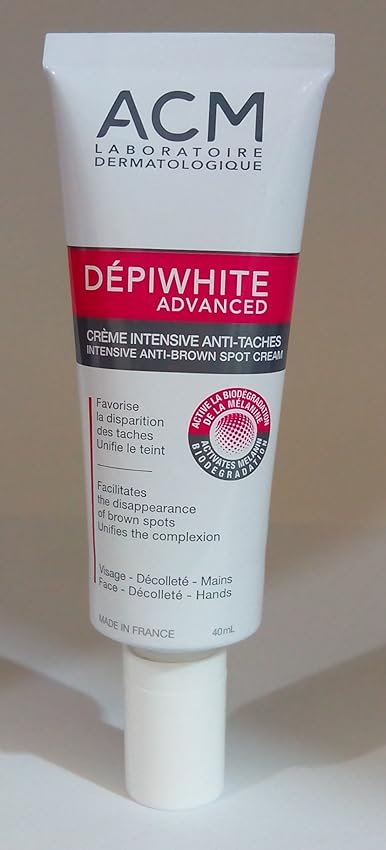 ACM
LABORATOIRE
DERMATOLOGIQUE
DÉPIWHITE
ADVANCED
CRÈME INTENSIVE ANTI-TACHES
INTENSIVE ANTI-BROWN SPOT CREAM
Favorise
la disparition
des taches
Unifie le teint
ACTIVE LA BIODÉGRADATION
DE LA MÉLANINE
ACTIVATES MELANIN
BIODEGRADATION
Facilitates
the disappearance
of brown spots
Unifies the complexion
Visage - Décolleté - Mains
Face - Décolleté - Hands
MADE IN FRANCE 40mL